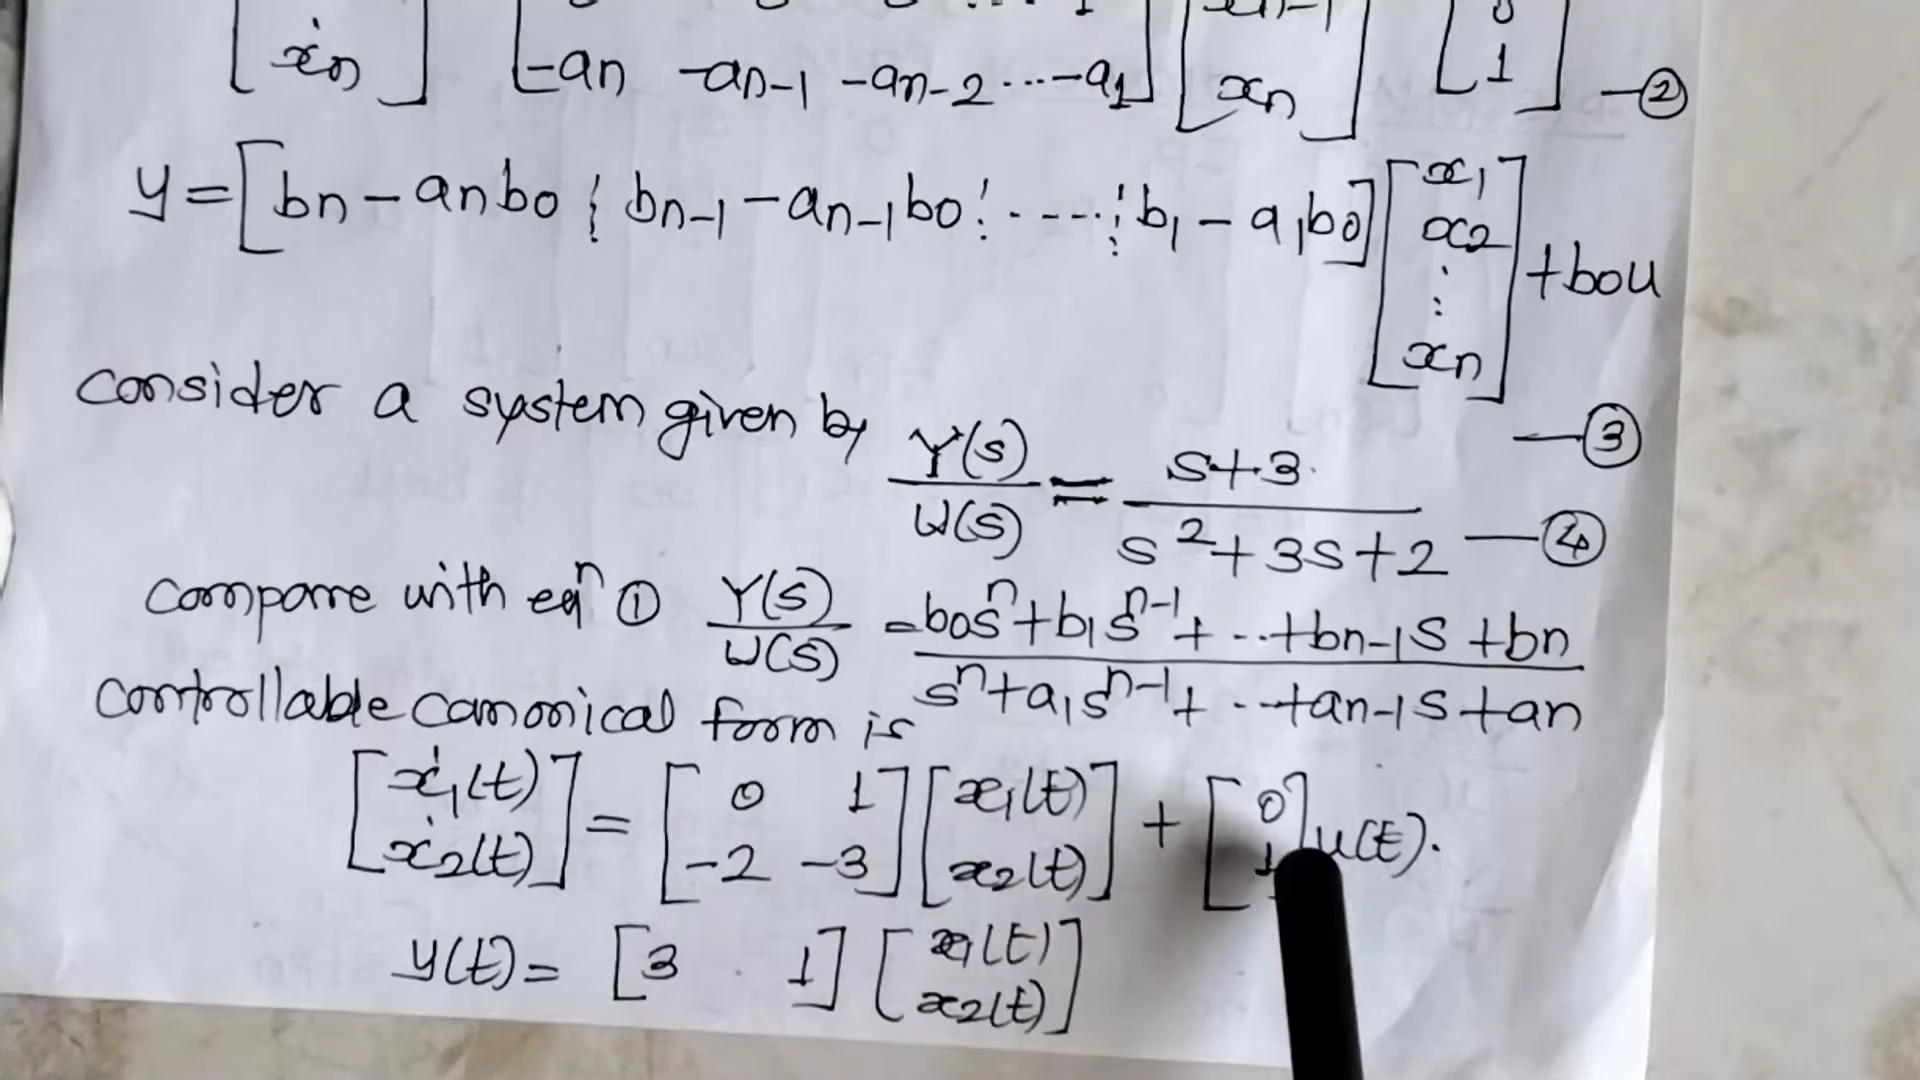 ẋn
-an -an-1 -an-2 ...-a1 xn 1 —②
y = [bn - anbo ⋮ bn-1 - an-1bo ⋮ ---- ⋮ b1 - a1bo] [x1
x2
⋮
xn] + bou
—③
consider a system given by Y(s)/U(s) = s+3 / s²+3s+2 —④
compare with eqⁿ ① Y(s)/U(s) = bosⁿ + b1sⁿ⁻¹ + ..+bn-1s + bn / sⁿ + a1sⁿ⁻¹ + ..+an-1s + an
controllable canonical form is
[ẋ1(t) ẋ2(t)] = [0 1 -2 -3] [x1(t) x2(t)] + [0 1] u(t).
y(t) = [3 1] [x1(t) x2(t)]